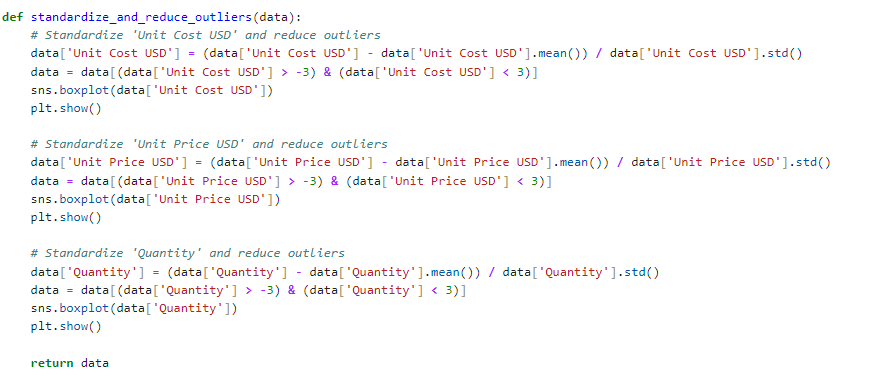 def standardize_and_reduce_outliers(data):
    # Standardize 'Unit Cost USD' and reduce outliers
    data['Unit Cost USD'] = (data['Unit Cost USD'] - data['Unit Cost USD'].mean()) / data['Unit Cost USD'].std()
    data = data[(data['Unit Cost USD'] > -3) & (data['Unit Cost USD'] < 3)]
    sns.boxplot(data['Unit Cost USD'])
    plt.show()

    # Standardize 'Unit Price USD' and reduce outliers
    data['Unit Price USD'] = (data['Unit Price USD'] - data['Unit Price USD'].mean()) / data['Unit Price USD'].std()
    data = data[(data['Unit Price USD'] > -3) & (data['Unit Price USD'] < 3)]
    sns.boxplot(data['Unit Price USD'])
    plt.show()

    # Standardize 'Quantity' and reduce outliers
    data['Quantity'] = (data['Quantity'] - data['Quantity'].mean()) / data['Quantity'].std()
    data = data[(data['Quantity'] > -3) & (data['Quantity'] < 3)]
    sns.boxplot(data['Quantity'])
    plt.show()

    return data